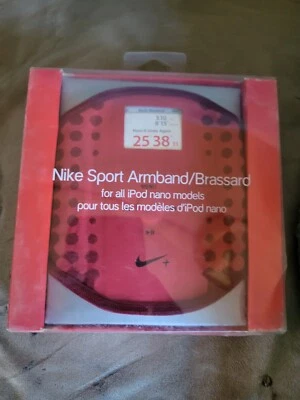 25 38
Nike Sport Armband/Brassard
for all iPod nano models
pour tous les modèles d'iPod nano